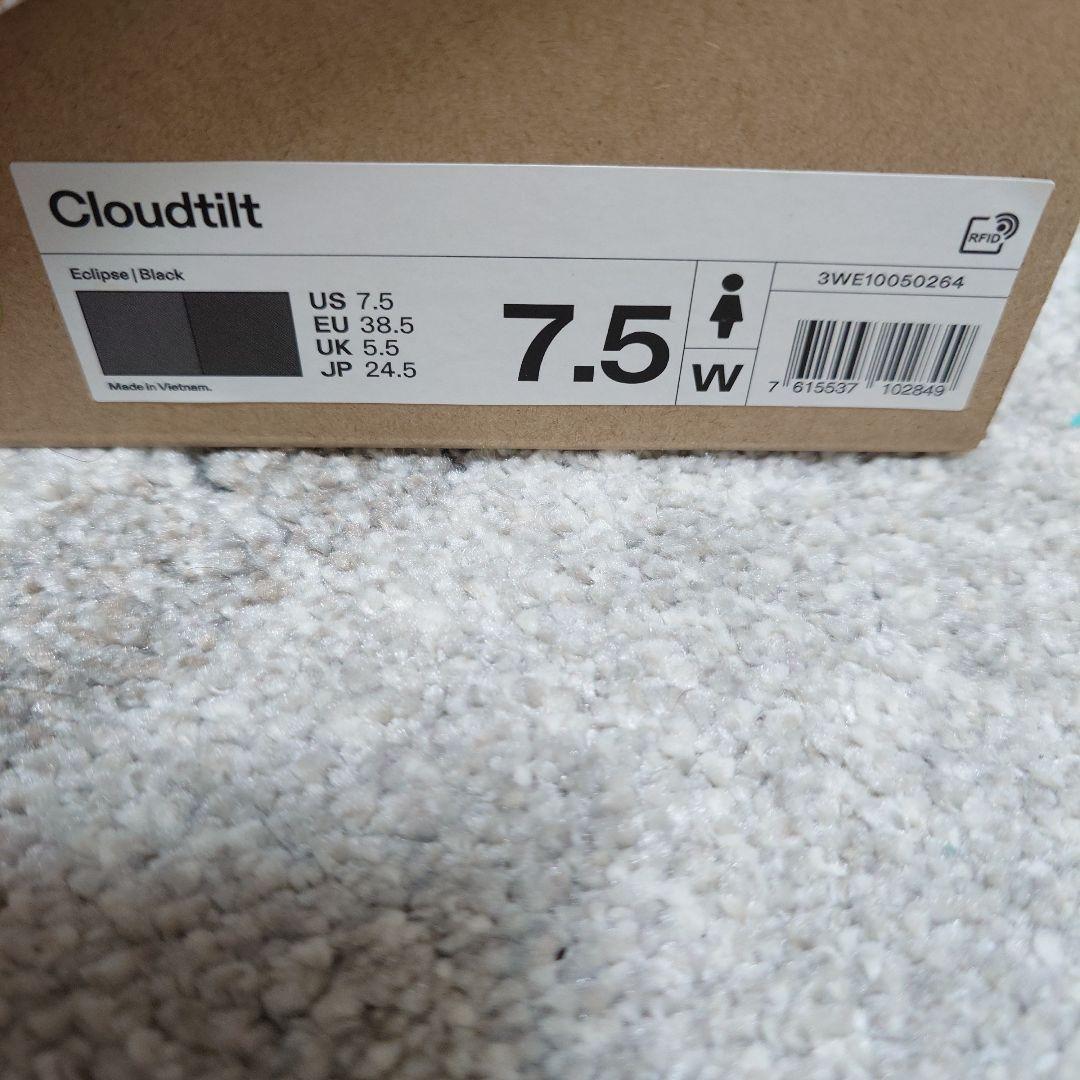 Cloudtilt
RFID
Eclipse | Black
US 7.5
EU 38.5
UK 5.5
JP 24.5
Made in Vietnam.
7.5
W
3WE10050264
7 615537 102849